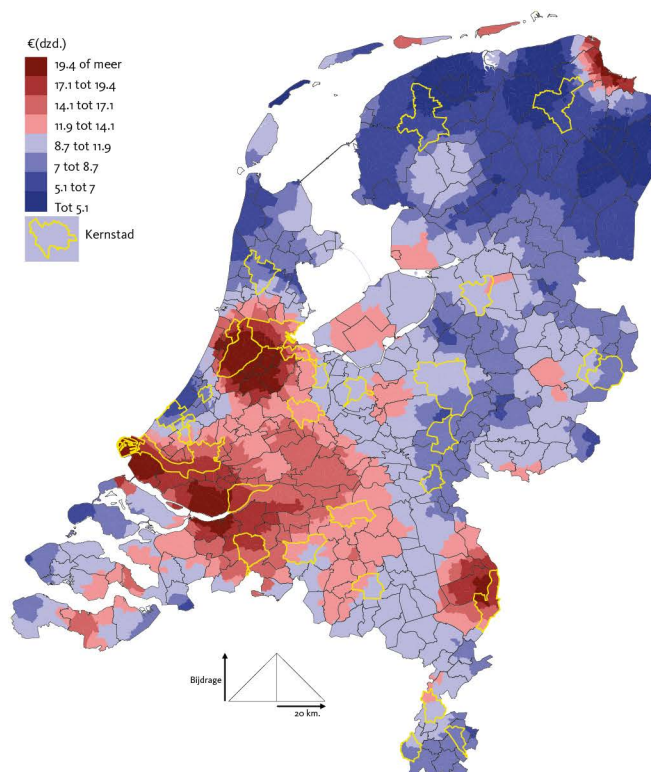 €(dzd.)
19.4 of meer
17.1 tot 19.4
14.1 tot 17.1
11.9 tot 14.1
8.7 tot 11.9
7 tot 8.7
5.1 tot 7
Tot 5.1
Kernstad
Bijdrage
20 km.